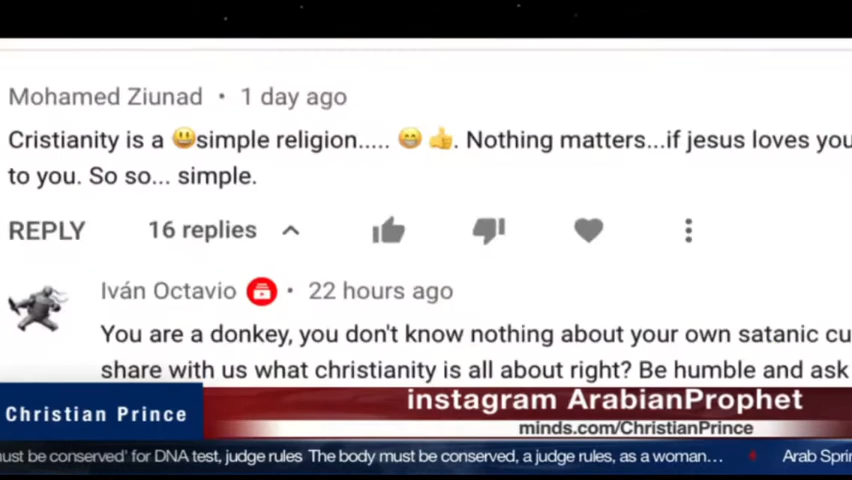 Mohamed Ziunad • 1 day ago
Cristianity is a 😃simple religion..... 😁 👍. Nothing matters...if jesus loves you
to you. So so... simple.
REPLY 16 replies
Iván Octavio • 22 hours ago
You are a donkey, you don't know nothing about your own satanic
share with us what christianity is all about right? Be humble and ask
Christian Prince
instagram ArabianProphet
minds.com/ChristianPrince
must be conserved' for DNA test, judge rules The body must be conserved, a judge rules, as a woman... Arab